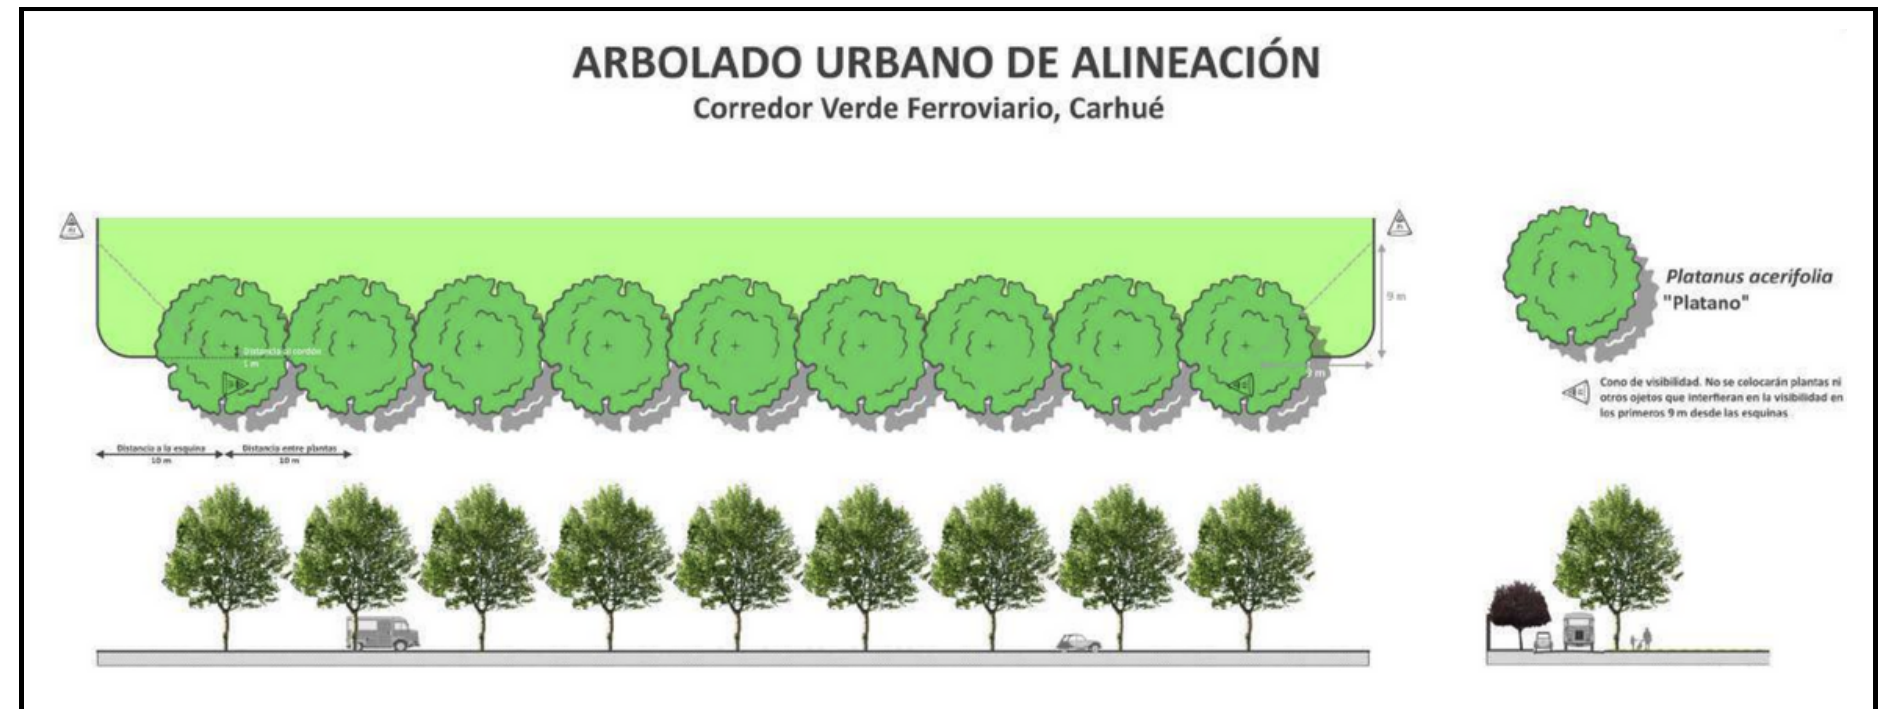 ARBOLADO URBANO DE ALINEACIÓN
Corredor Verde Ferroviario, Carhué
9 m
Distancia al cordón
1 m
9 m
Distancia a la esquina
10 m
Distancia entre plantas
10 m
Platanus acerifolia
"Platano"
Cono de visibilidad. No se colocarán plantas ni
otros ojetos que interfieran en la visibilidad en
los primeros 9 m desde las esquinas